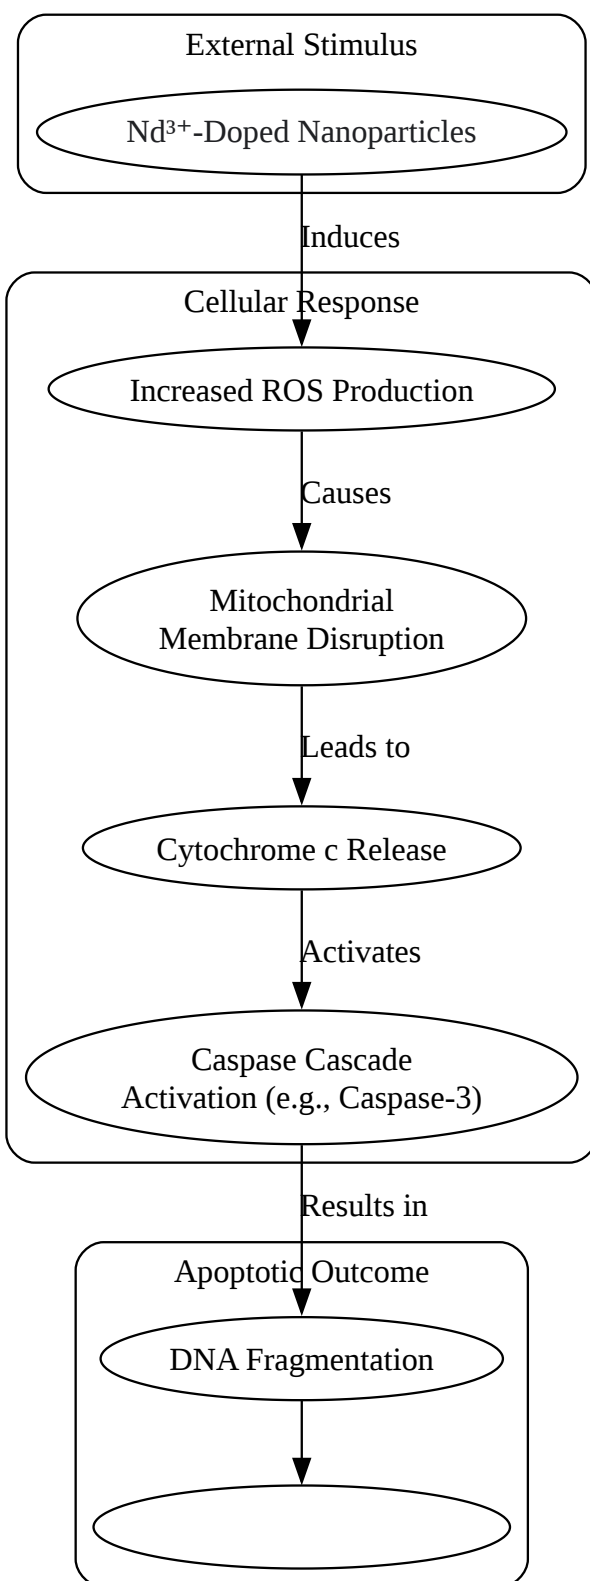 External Stimulus
Nd³⁺-Doped Nanoparticles
Induces
Cellular Response
Increased ROS Production
Causes
Mitochondrial
Membrane Disruption
Leads to
Cytochrome c Release
Activates
Caspase Cascade
Activation (e.g., Caspase-3)
Results in
Apoptotic Outcome
DNA Fragmentation